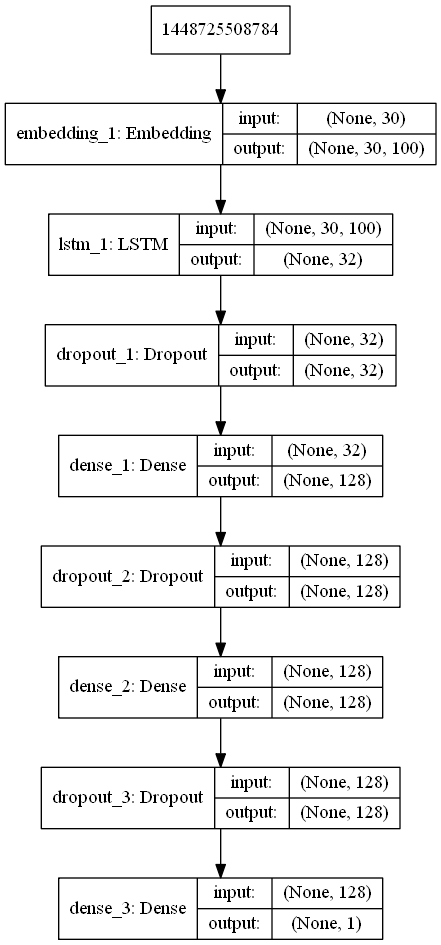 1448725508784
embedding_1: Embedding
input: (None, 30)
output: (None, 30, 100)
lstm_1: LSTM
input: (None, 30, 100)
output: (None, 32)
dropout_1: Dropout
input: (None, 32)
output: (None, 32)
dense_1: Dense
input: (None, 32)
output: (None, 128)
dropout_2: Dropout
input: (None, 128)
output: (None, 128)
dense_2: Dense
input: (None, 128)
output: (None, 128)
dropout_3: Dropout
input: (None, 128)
output: (None, 128)
dense_3: Dense
input: (None, 128)
output: (None, 1)